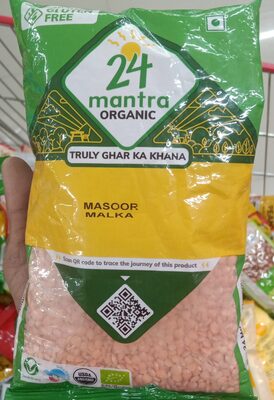 GLUTEN
FREE
24
mantra
ORGANIC
TRULY GHAR KA KHANA
MASOOR
MALKA
Scan QR code to trace the journey of this product
USDA
ORGANIC